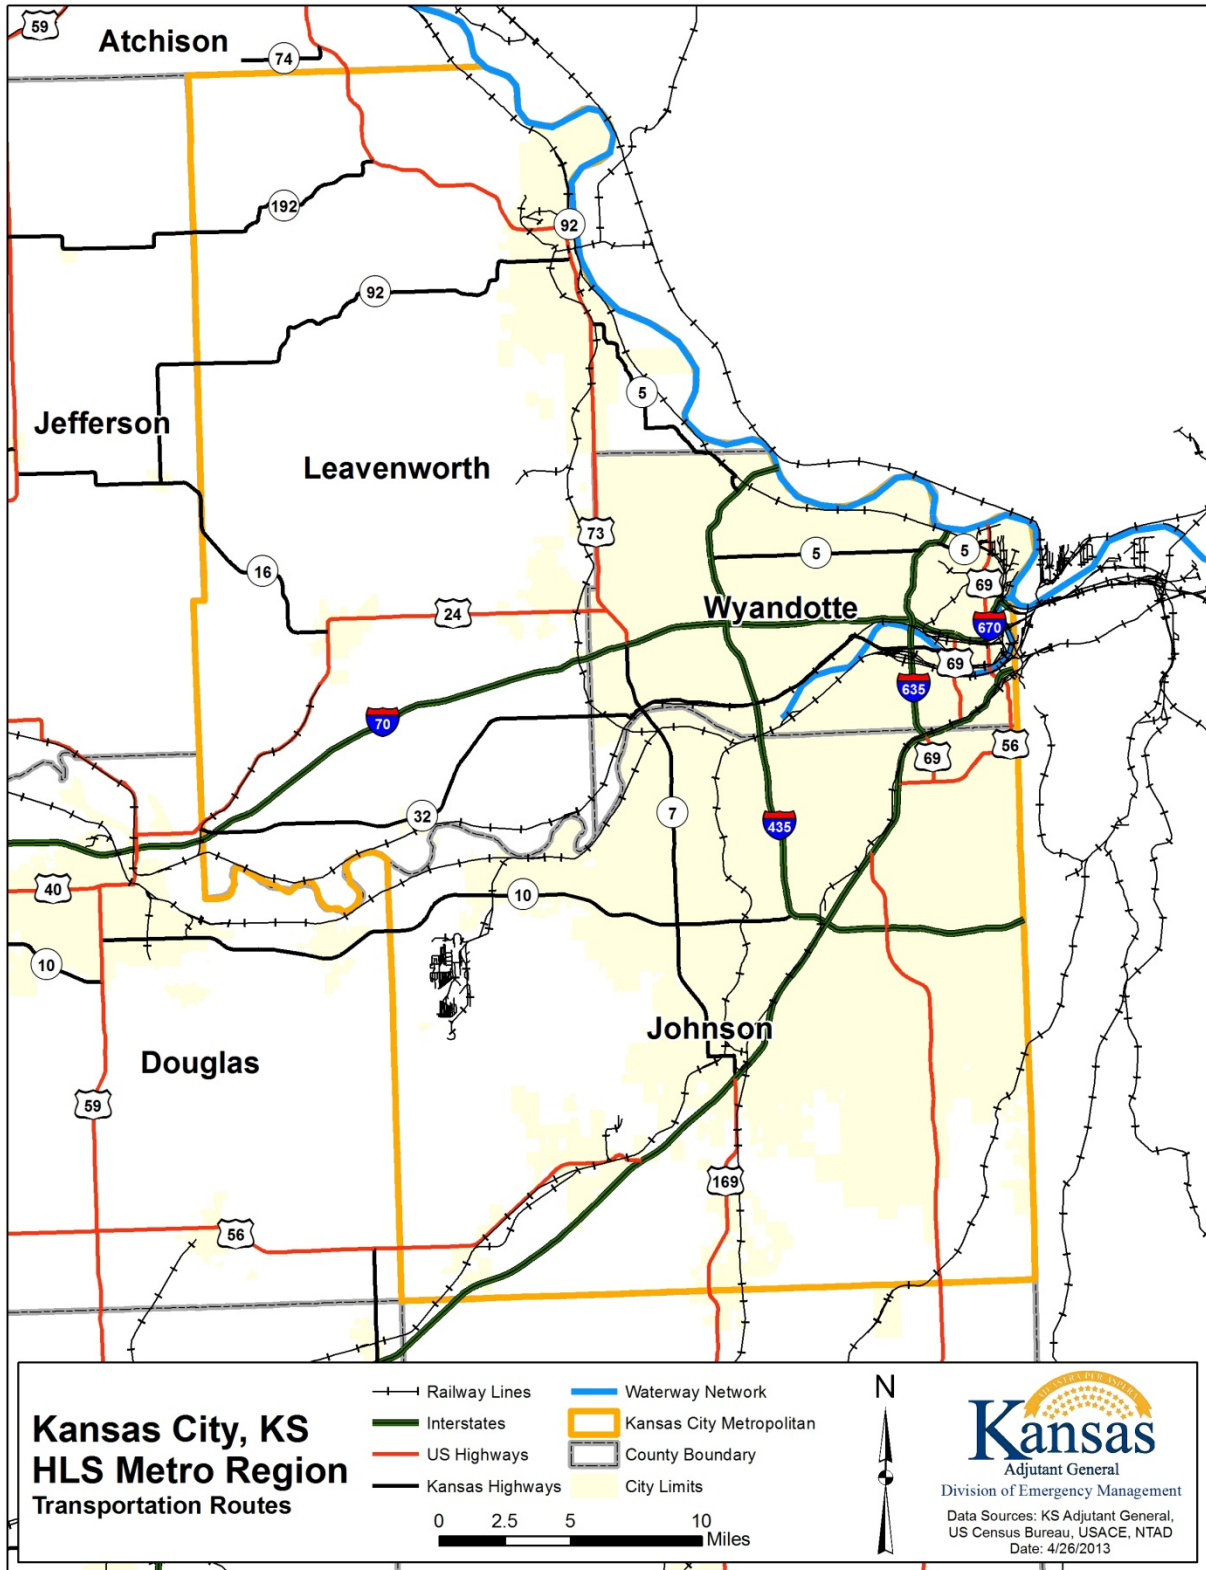 59
Atchison
74
192
92
92
5
Jefferson
Leavenworth
73
5
5
16
69
24
Wyandotte
670
69
635
70
56
69
32
7
435
40
10
10
Johnson
Douglas
59
169
56
Kansas City, KS
HLS Metro Region
Transportation Routes
Railway Lines
Interstates
US Highways
Kansas Highways
Waterway Network
Kansas City Metropolitan
County Boundary
City Limits
0 2.5 5 10
Miles
N
AD ASTRA PER ASPERA
Kansas
Adjutant General
Division of Emergency Management
Data Sources: KS Adjutant General,
US Census Bureau, USACE, NTAD
Date: 4/26/2013